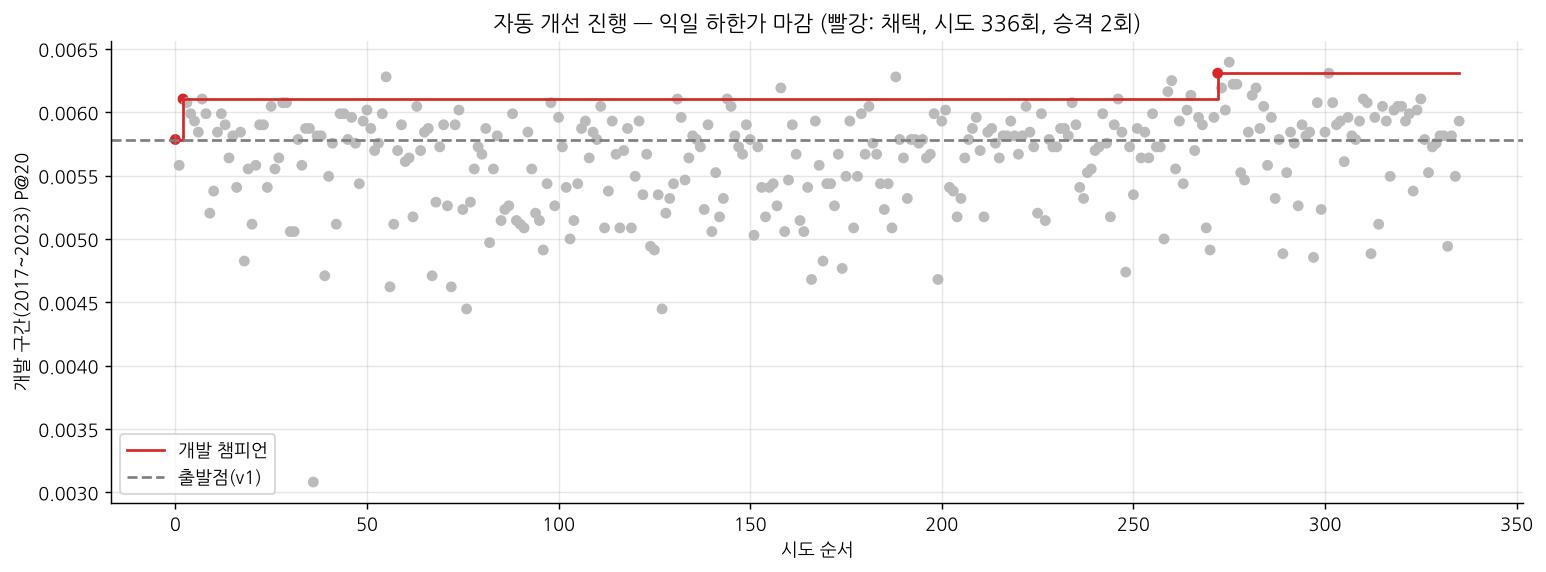 자동 개선 진행 — 익일 하한가 마감 (빨강: 채택, 시도 336회, 승격 2회)
개발 구간(2017~2023) P@20
0.0065
0.0060
0.0055
0.0050
0.0045
0.0040
0.0035
0.0030
개발 챔피언
출발점(v1)
0 50 100 150 200 250 300 350
시도 순서